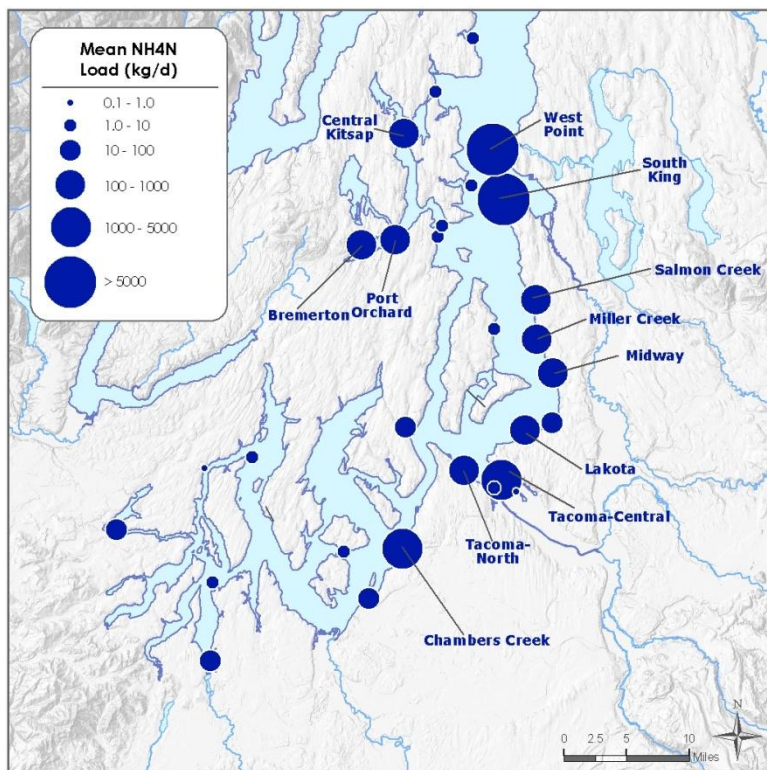 Mean NH4N
Load (kg/d)
0.1 - 1.0
1.0 - 10
10 - 100
100 - 1000
1000 - 5000
> 5000
Central
Kitsap
West
Point
South
King
Bremerton
Port
Orchard
Salmon Creek
Miller Creek
Midway
Lakota
Tacoma-Central
Tacoma-
North
Chambers Creek
N
0 2.5 5 10
Miles